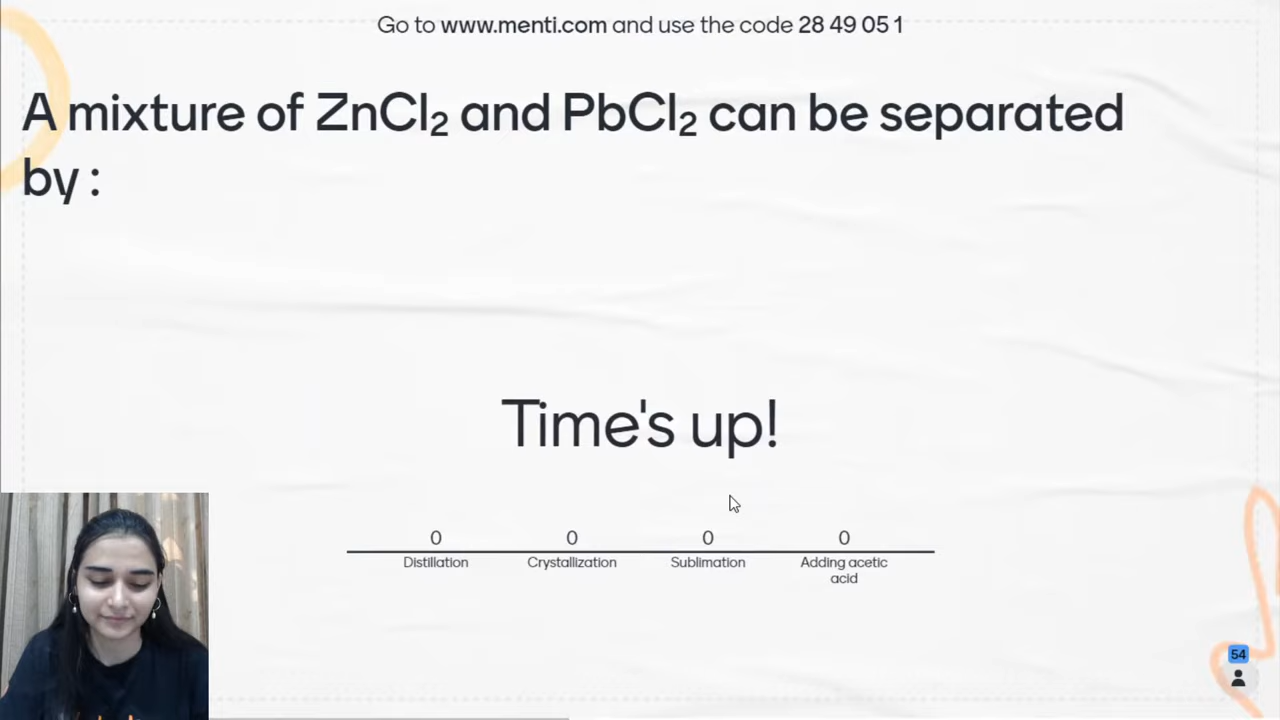 Go to www.menti.com and use the code 28 49 05 1
A mixture of ZnCl₂ and PbCl₂ can be separated
by :
Time's up!
0 0 0 0
Distillation Crystallization Sublimation Adding acetic
acid
54